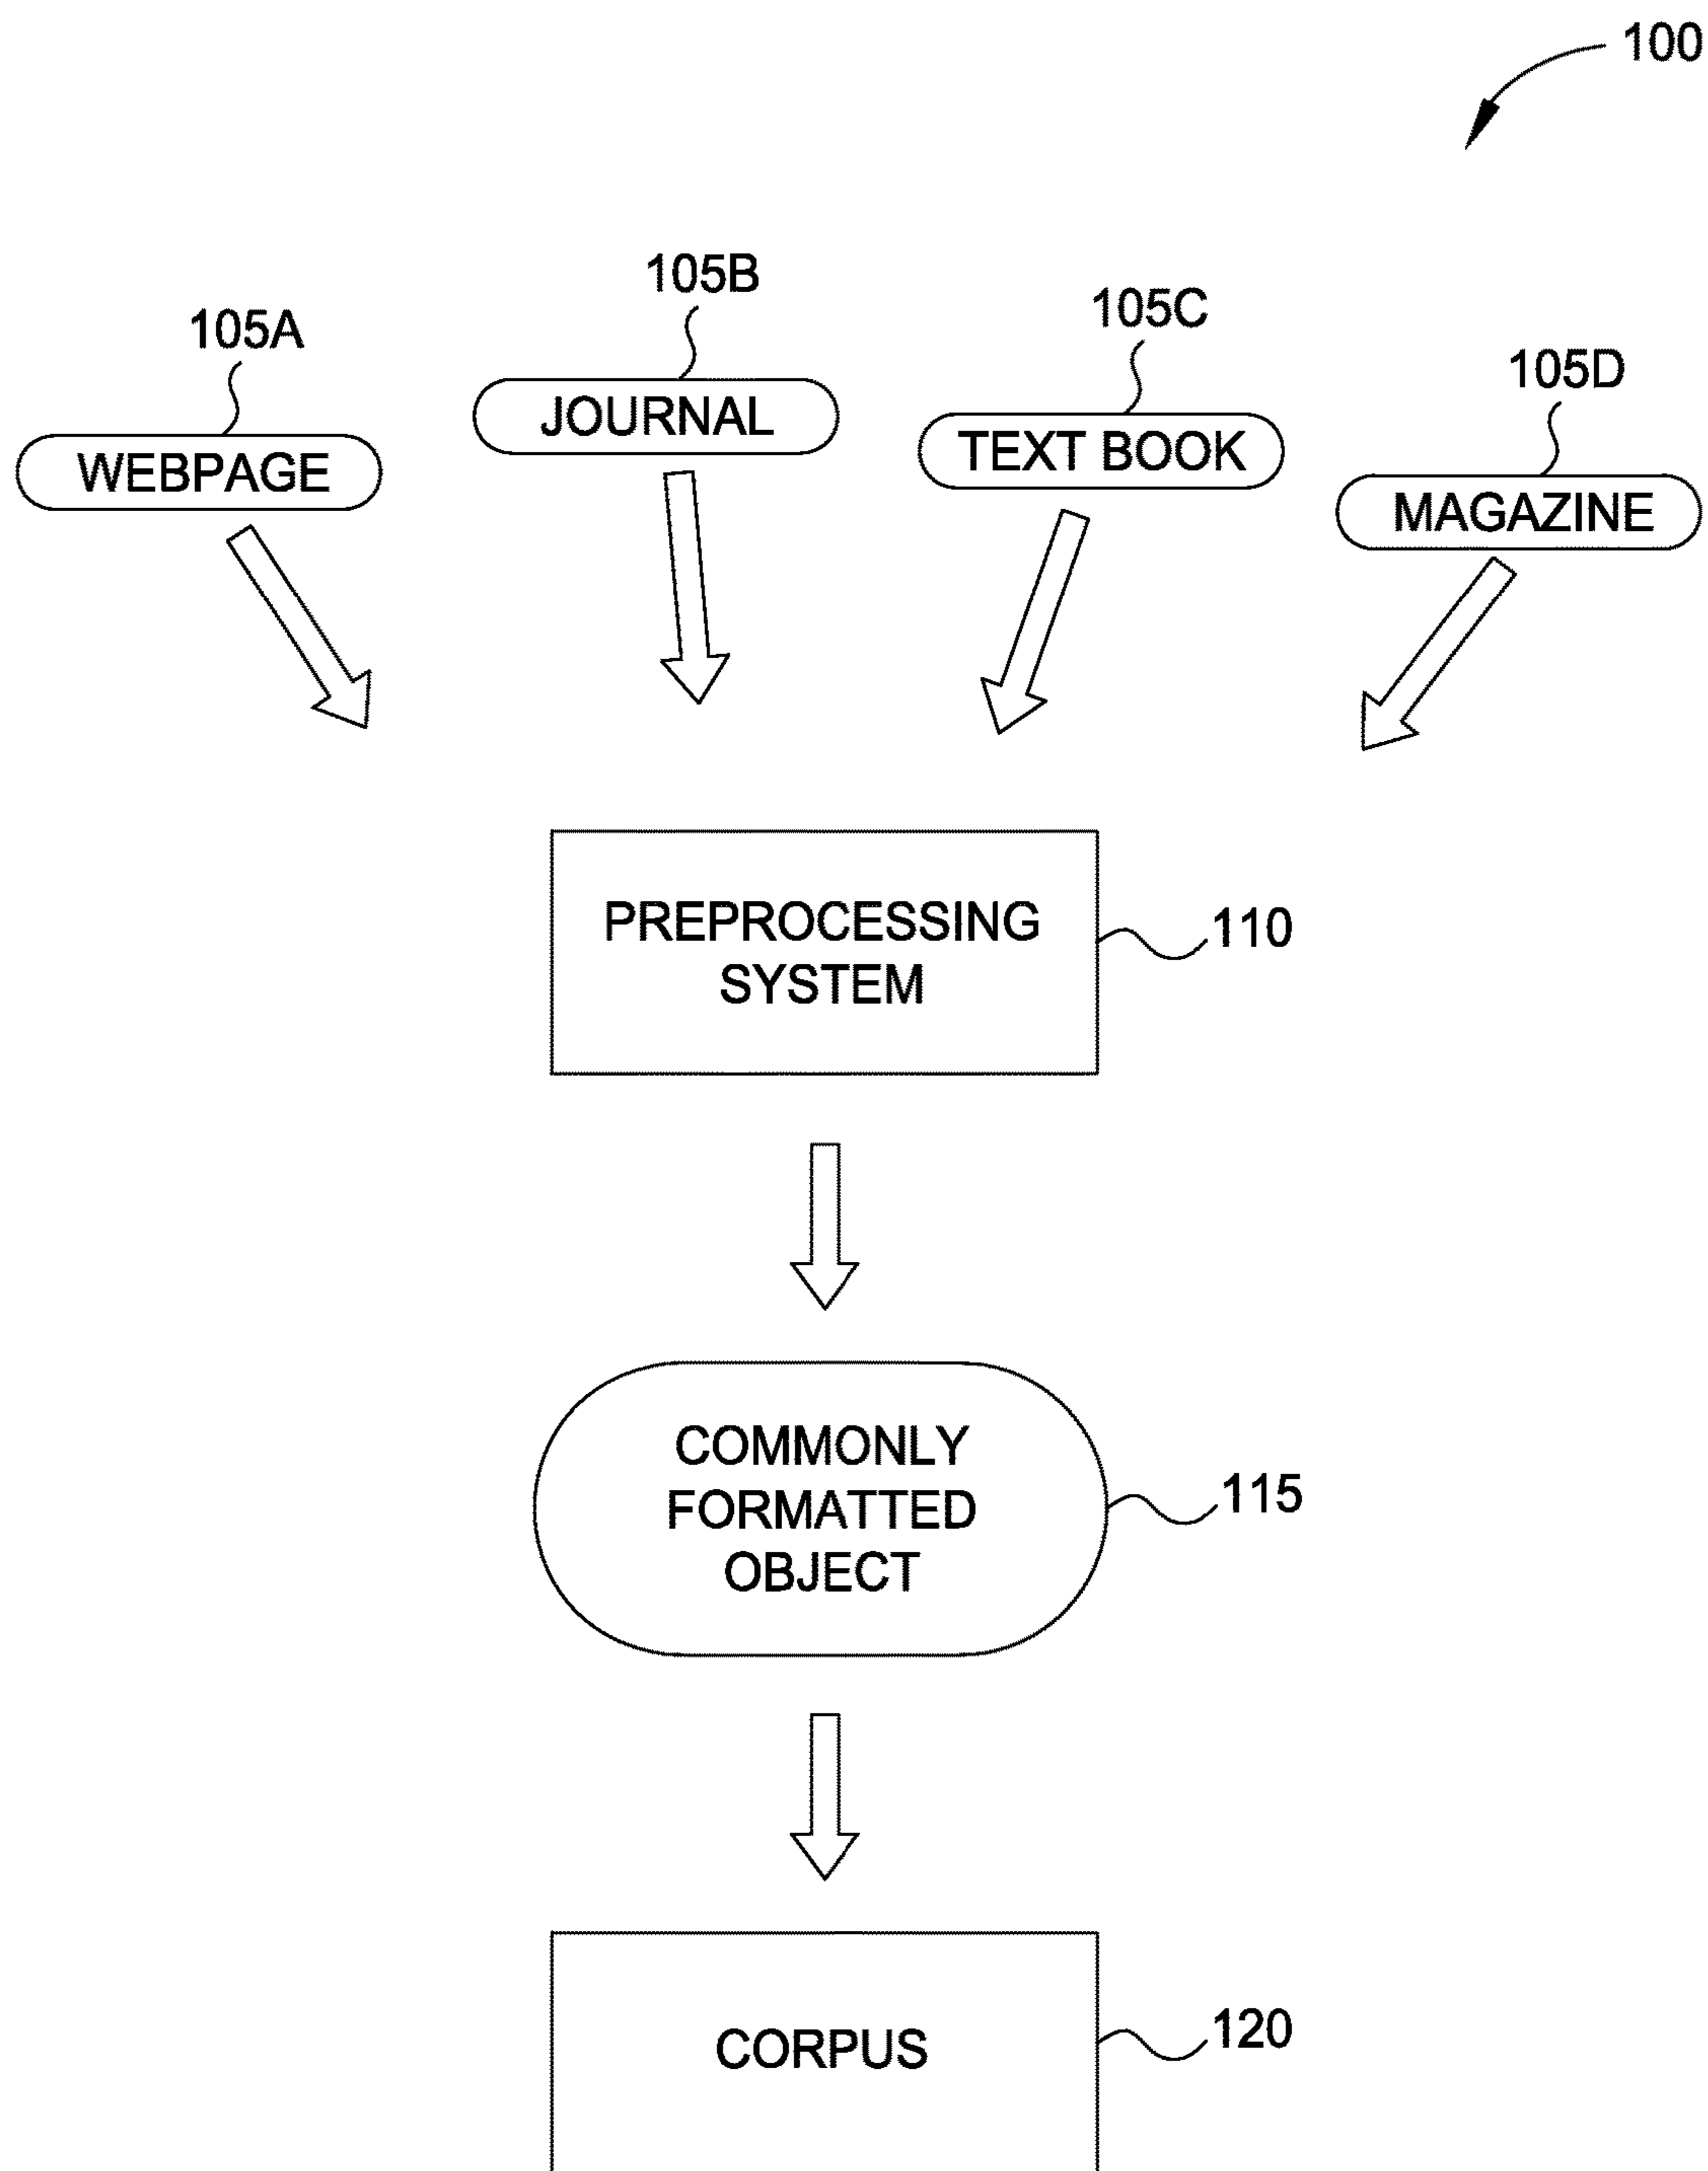 100
105B
105A
105C
105D
JOURNAL
WEBPAGE
TEXT BOOK
MAGAZINE
PREPROCESSING
SYSTEM
110
COMMONLY
FORMATTED
OBJECT
115
CORPUS
120